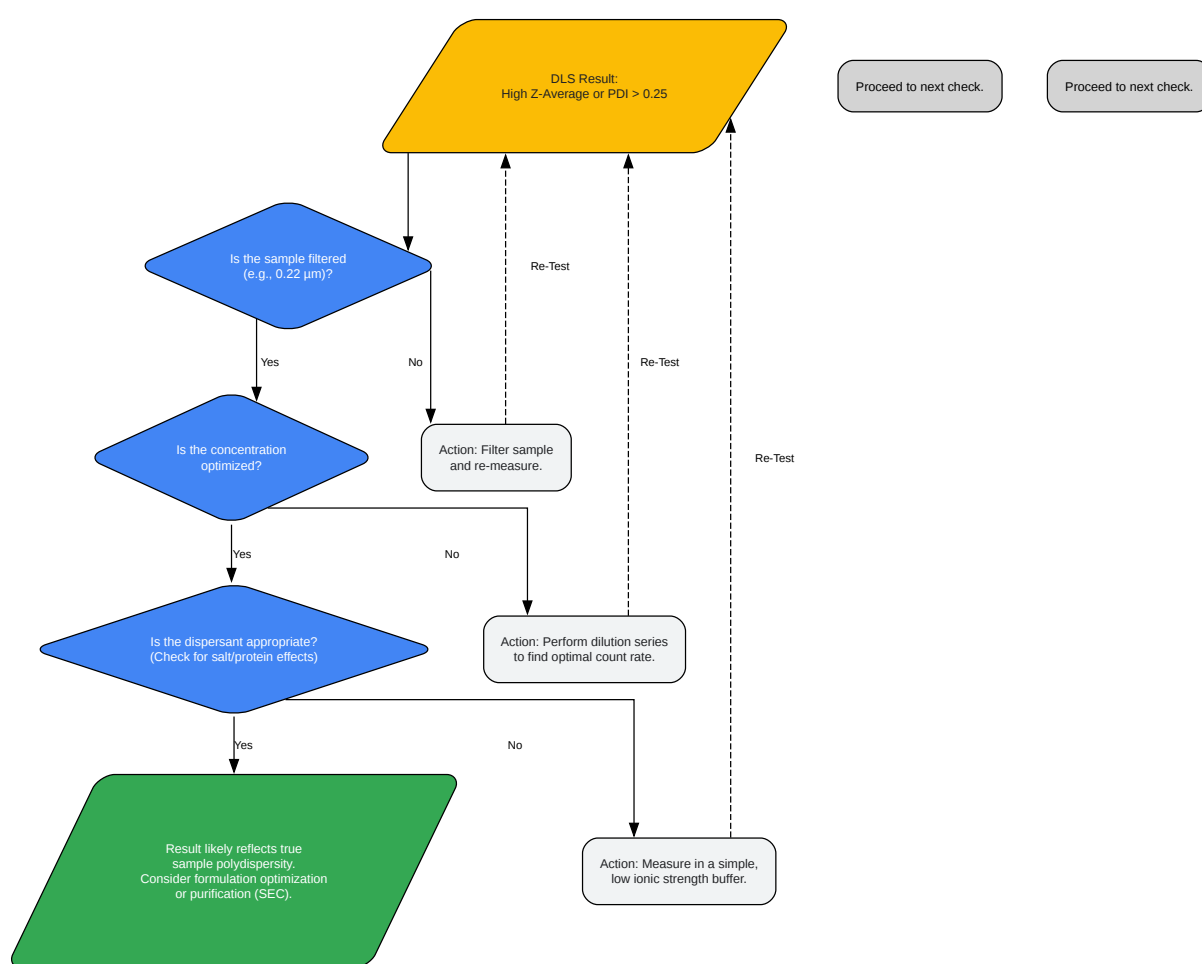 DLS Result:
High Z-Average or PDI > 0.25
Proceed to next check.
Proceed to next check.
Is the sample filtered
(e.g., 0.22 µm)?
Re-Test
Yes
No
Re-Test
Is the concentration
optimized?
Action: Filter sample
and re-measure.
Re-Test
Yes
No
Is the dispersant appropriate?
(Check for salt/protein effects)
Action: Perform dilution series
to find optimal count rate.
Yes
No
Result likely reflects true
sample polydispersity.
Consider formulation optimization
or purification (SEC).
Action: Measure in a simple,
low ionic strength buffer.